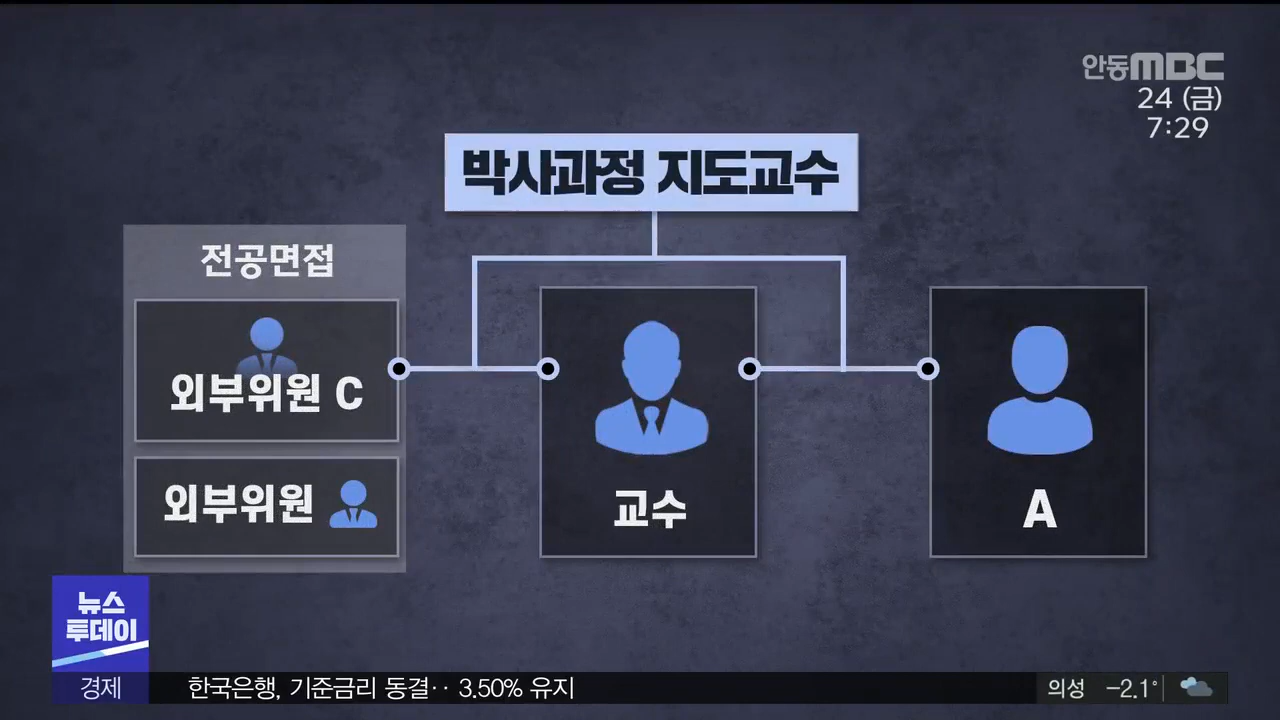 안동MBC
24 (금)
7:29
박사과정 지도교수
전공면접
외부위원 C
외부위원
교수
A
뉴스
투데이
경제
한국은행, 기준금리 동결‥ 3.50% 유지
의성 -2.1°